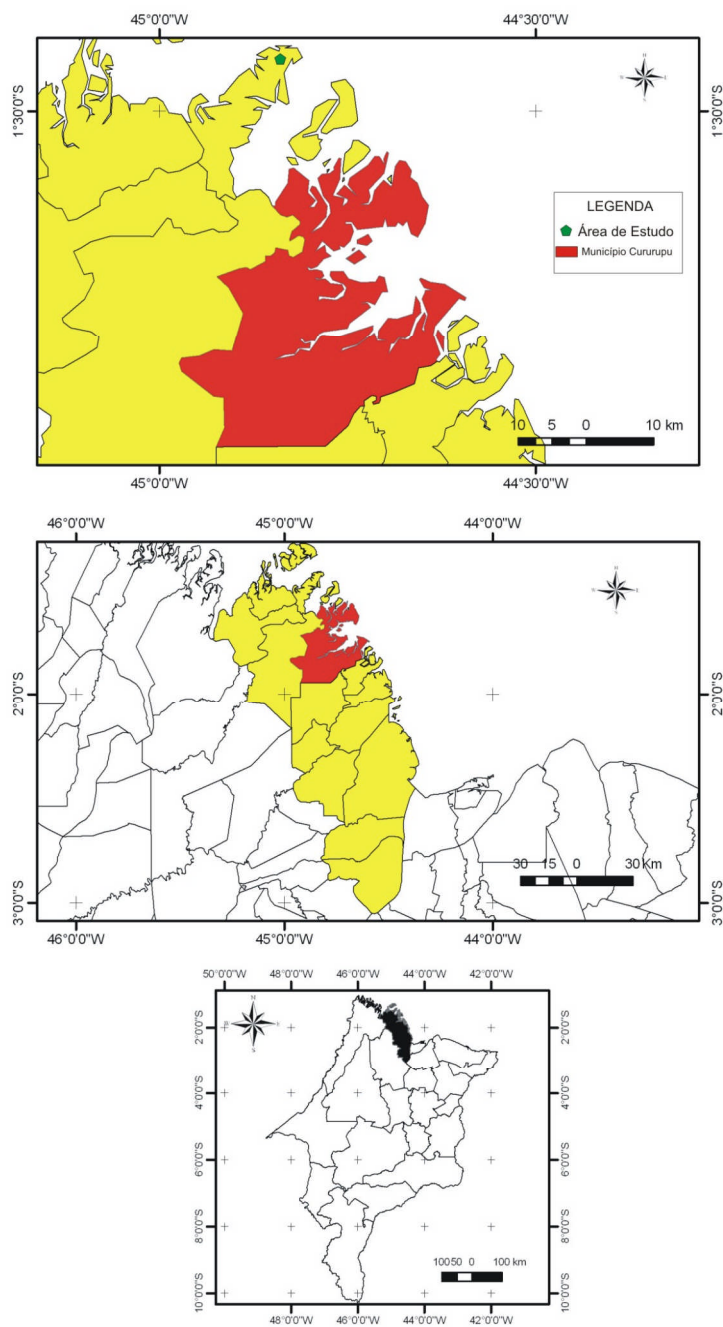 45°0'0"W 44°30'0"W
1°30'0"S 1°30'0"S
LEGENDA
Área de Estudo
Município Cururupu
10 5 0 10 km
45°0'0"W 44°30'0"W
46°0'0"W 45°0'0"W 44°0'0"W
2°0'0"S 2°0'0"S
30 15 0 30 Km
3°0'0"S 3°0'0"S
46°0'0"W 45°0'0"W 44°0'0"W
50°0'0"W 48°0'0"W 46°0'0"W 44°0'0"W 42°0'0"W
2°0'0"S 2°0'0"S
4°0'0"S 4°0'0"S
6°0'0"S 6°0'0"S
8°0'0"S 8°0'0"S
10050 0 100 km
10°0'0"S 10°0'0"S
48°0'0"W 46°0'0"W 44°0'0"W 42°0'0"W